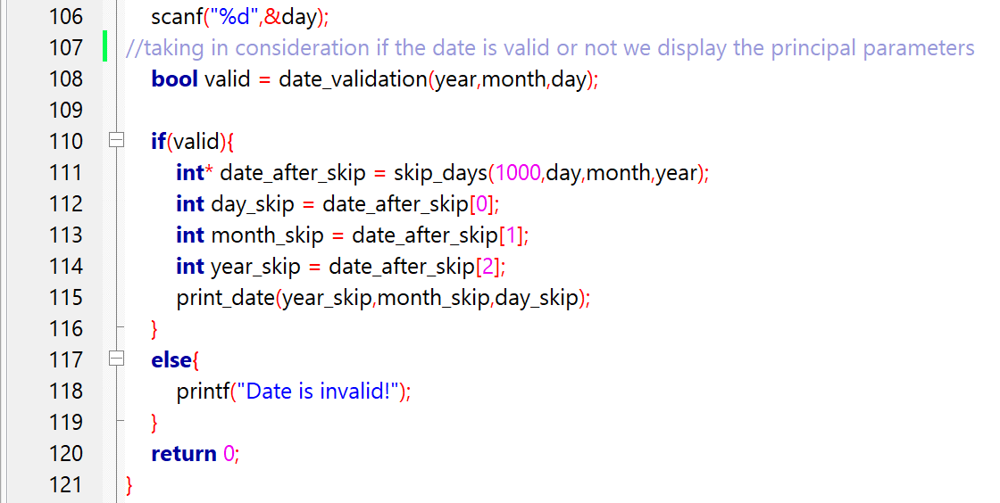 106 scanf("%d",&day);
107 //taking in consideration if the date is valid or not we display the principal parameters
108 bool valid = date_validation(year,month,day);
109
110 if(valid){
111 int* date_after_skip = skip_days(1000,day,month,year);
112 int day_skip = date_after_skip[0];
113 int month_skip = date_after_skip[1];
114 int year_skip = date_after_skip[2];
115 print_date(year_skip,month_skip,day_skip);
116 }
117 else{
118 printf("Date is invalid!");
119 }
120 return 0;
121 }